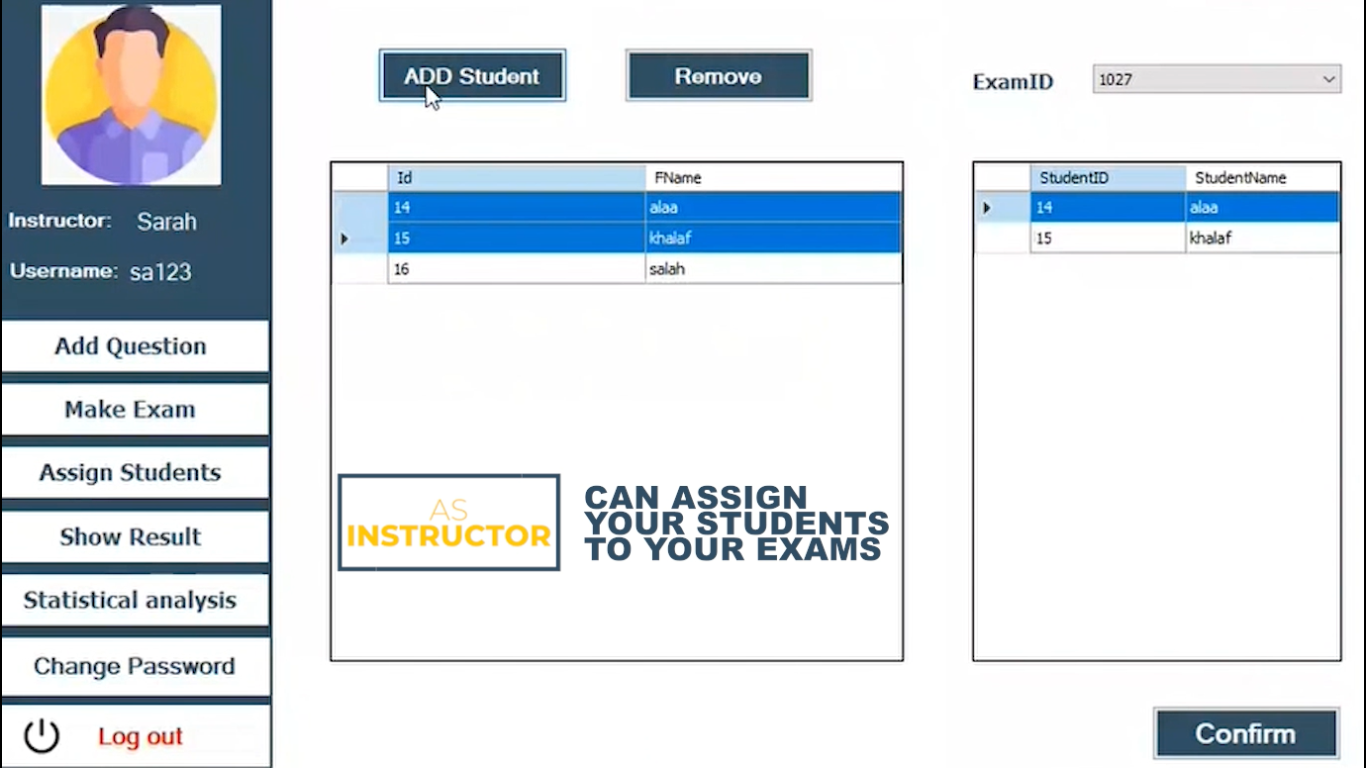 Instructor: Sarah
Username: sa123
Add Question
Make Exam
Assign Students
Show Result
Statistical analysis
Change Password
Log out
ADD Student
Remove
Id FName
14 alaa
15 khalaf
16 salah
AS
INSTRUCTOR
CAN ASSIGN
YOUR STUDENTS
TO YOUR EXAMS
ExamID 1027
StudentID StudentName
14 alaa
15 khalaf
Confirm